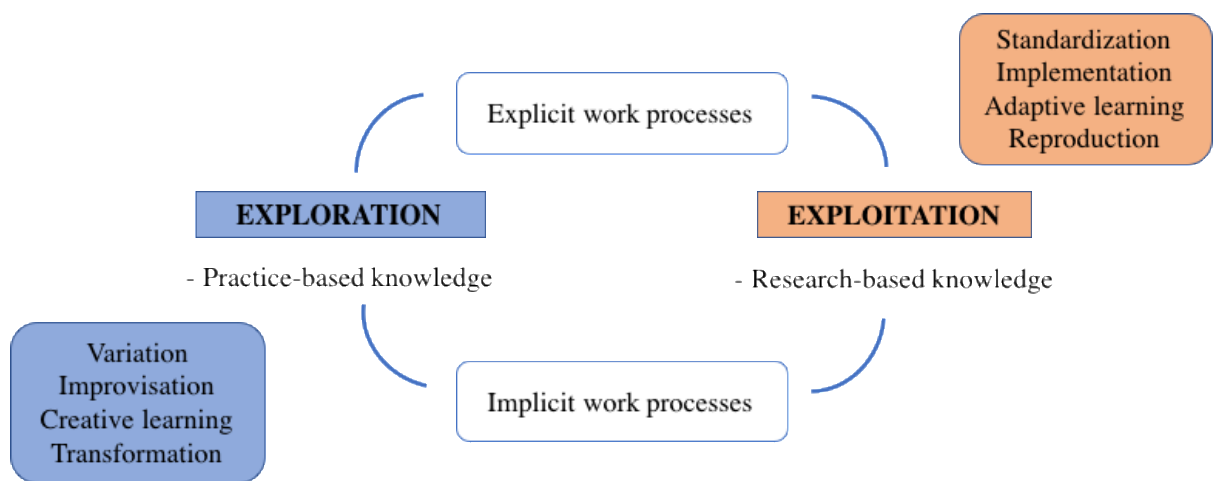 Standardization
Implementation
Adaptive learning
Reproduction
Explicit work processes
EXPLORATION
EXPLOITATION
- Practice-based knowledge
- Research-based knowledge
Variation
Improvisation
Creative learning
Transformation
Implicit work processes